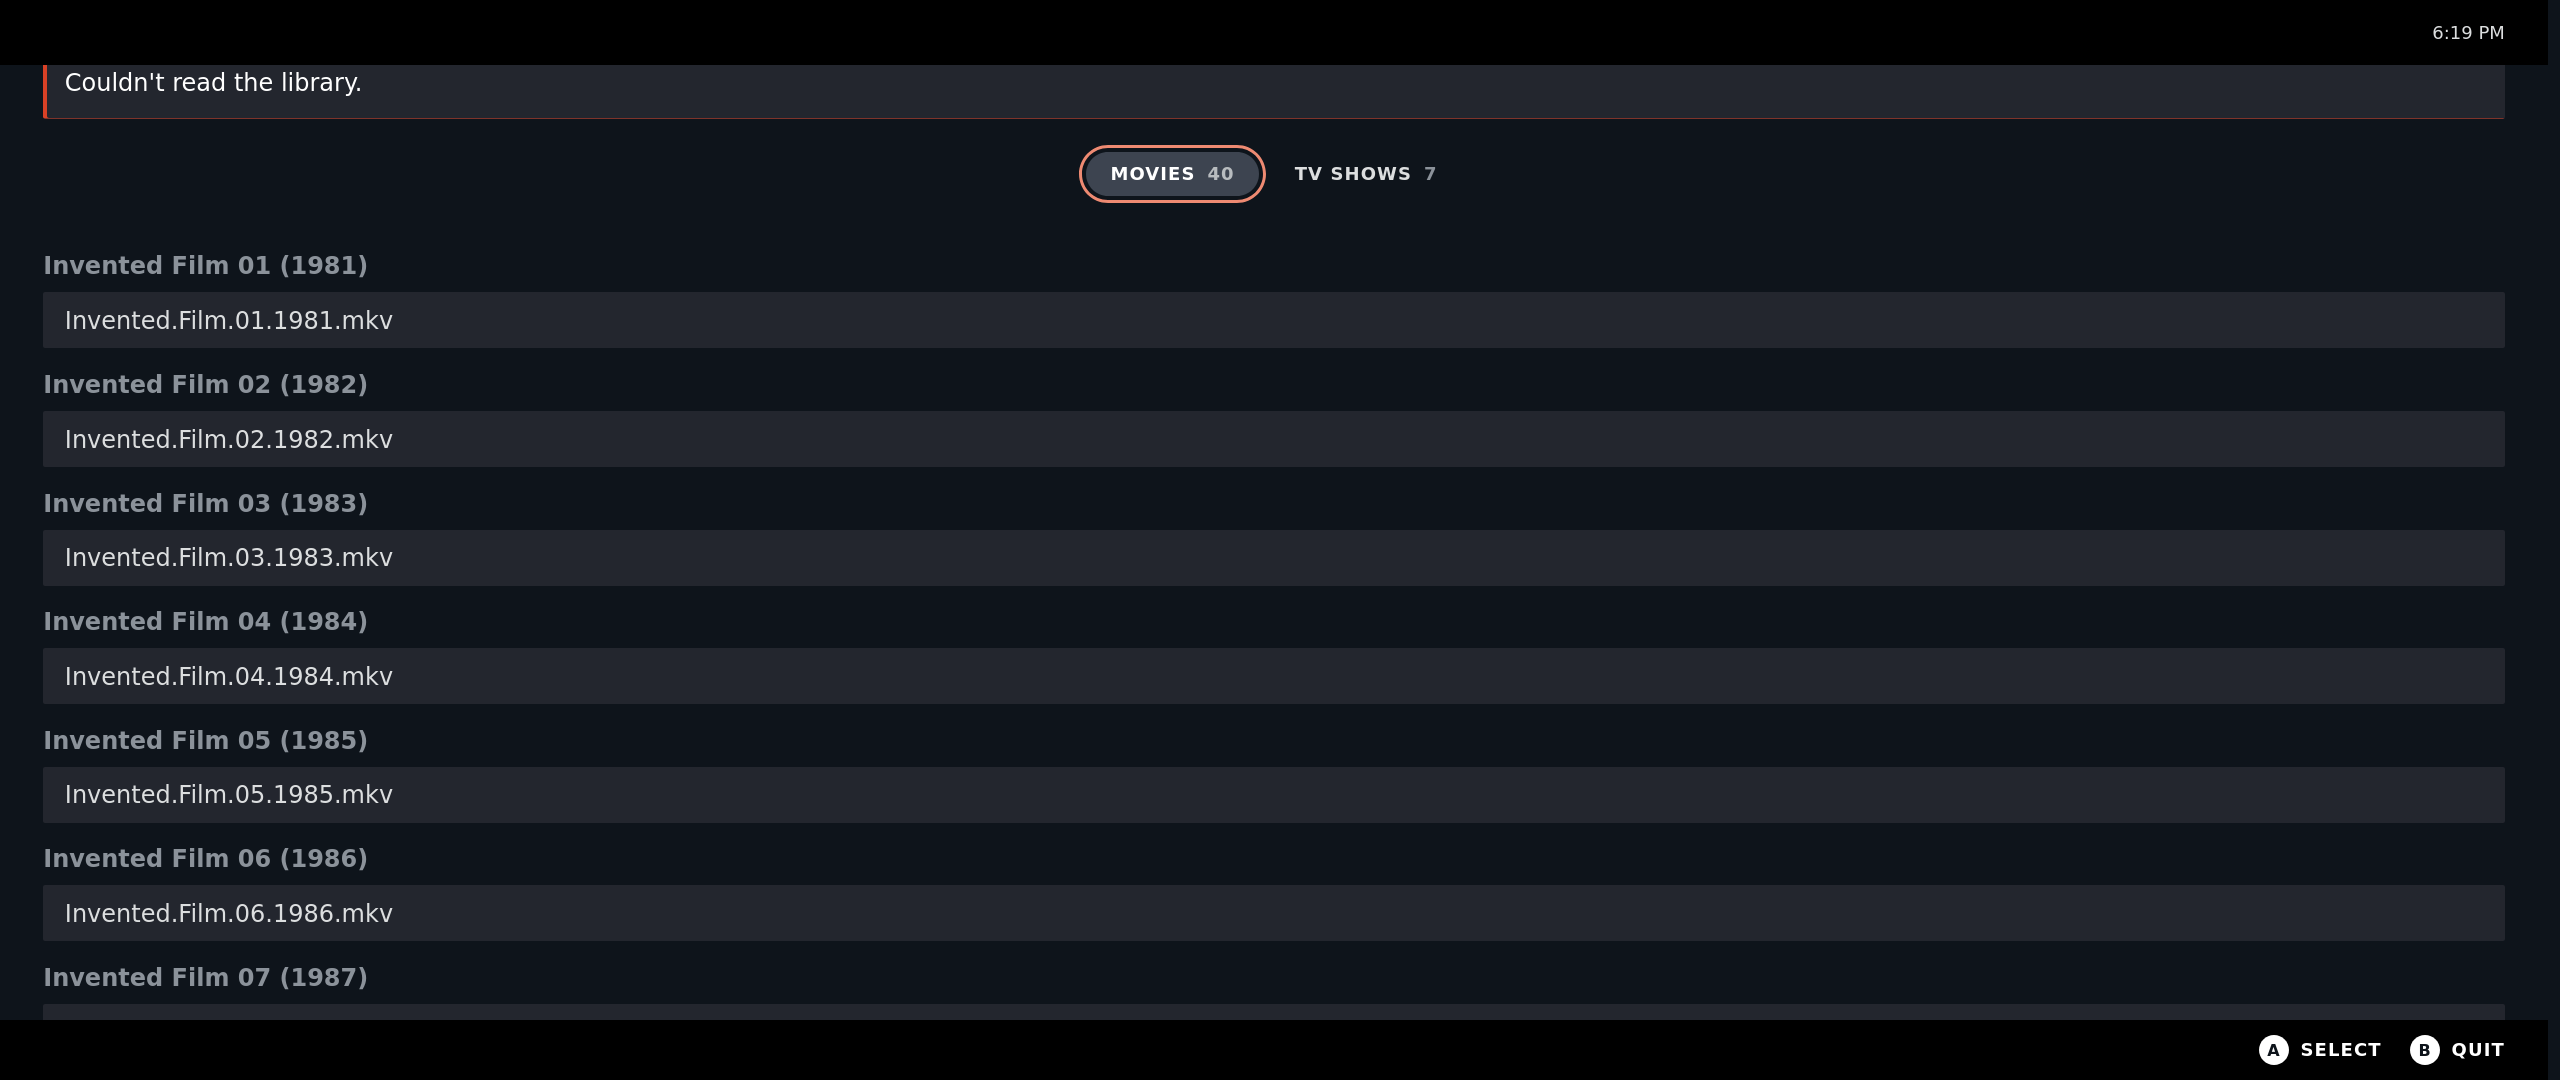 6:19 PM
Couldn't read the library.
MOVIES 40 TV SHOWS 7
Invented Film 01 (1981)
Invented.Film.01.1981.mkv
Invented Film 02 (1982)
Invented.Film.02.1982.mkv
Invented Film 03 (1983)
Invented.Film.03.1983.mkv
Invented Film 04 (1984)
Invented.Film.04.1984.mkv
Invented Film 05 (1985)
Invented.Film.05.1985.mkv
Invented Film 06 (1986)
Invented.Film.06.1986.mkv
Invented Film 07 (1987)
A SELECT B QUIT